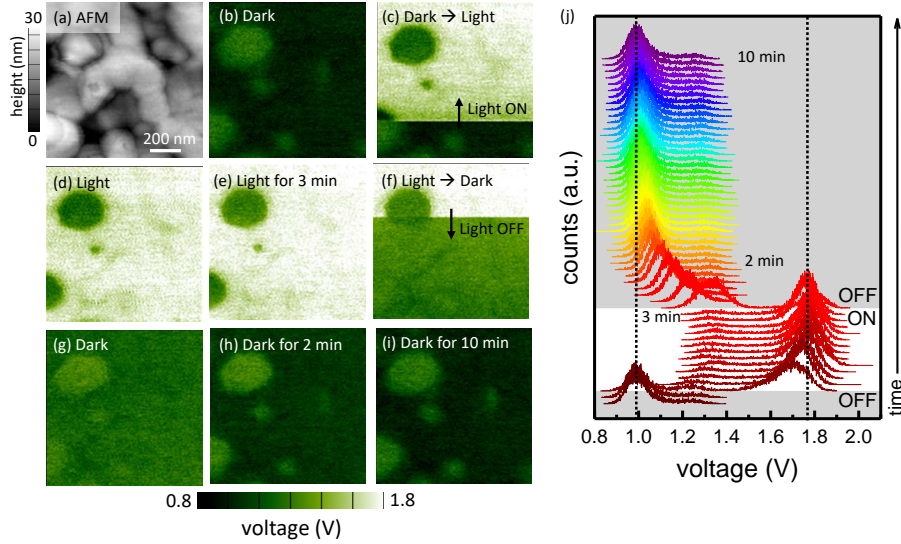 30
height (nm)
0
(a) AFM
200 nm
(b) Dark
(c) Dark → Light
Light ON
(d) Light
(e) Light for 3 min
(f) Light → Dark
Light OFF
(g) Dark
(h) Dark for 2 min
(i) Dark for 10 min
0.8
1.8
voltage (V)
(j)
10 min
2 min
3 min
OFF
ON
OFF
counts (a.u.)
time
0.8 1.0 1.2 1.4 1.6 1.8 2.0
voltage (V)